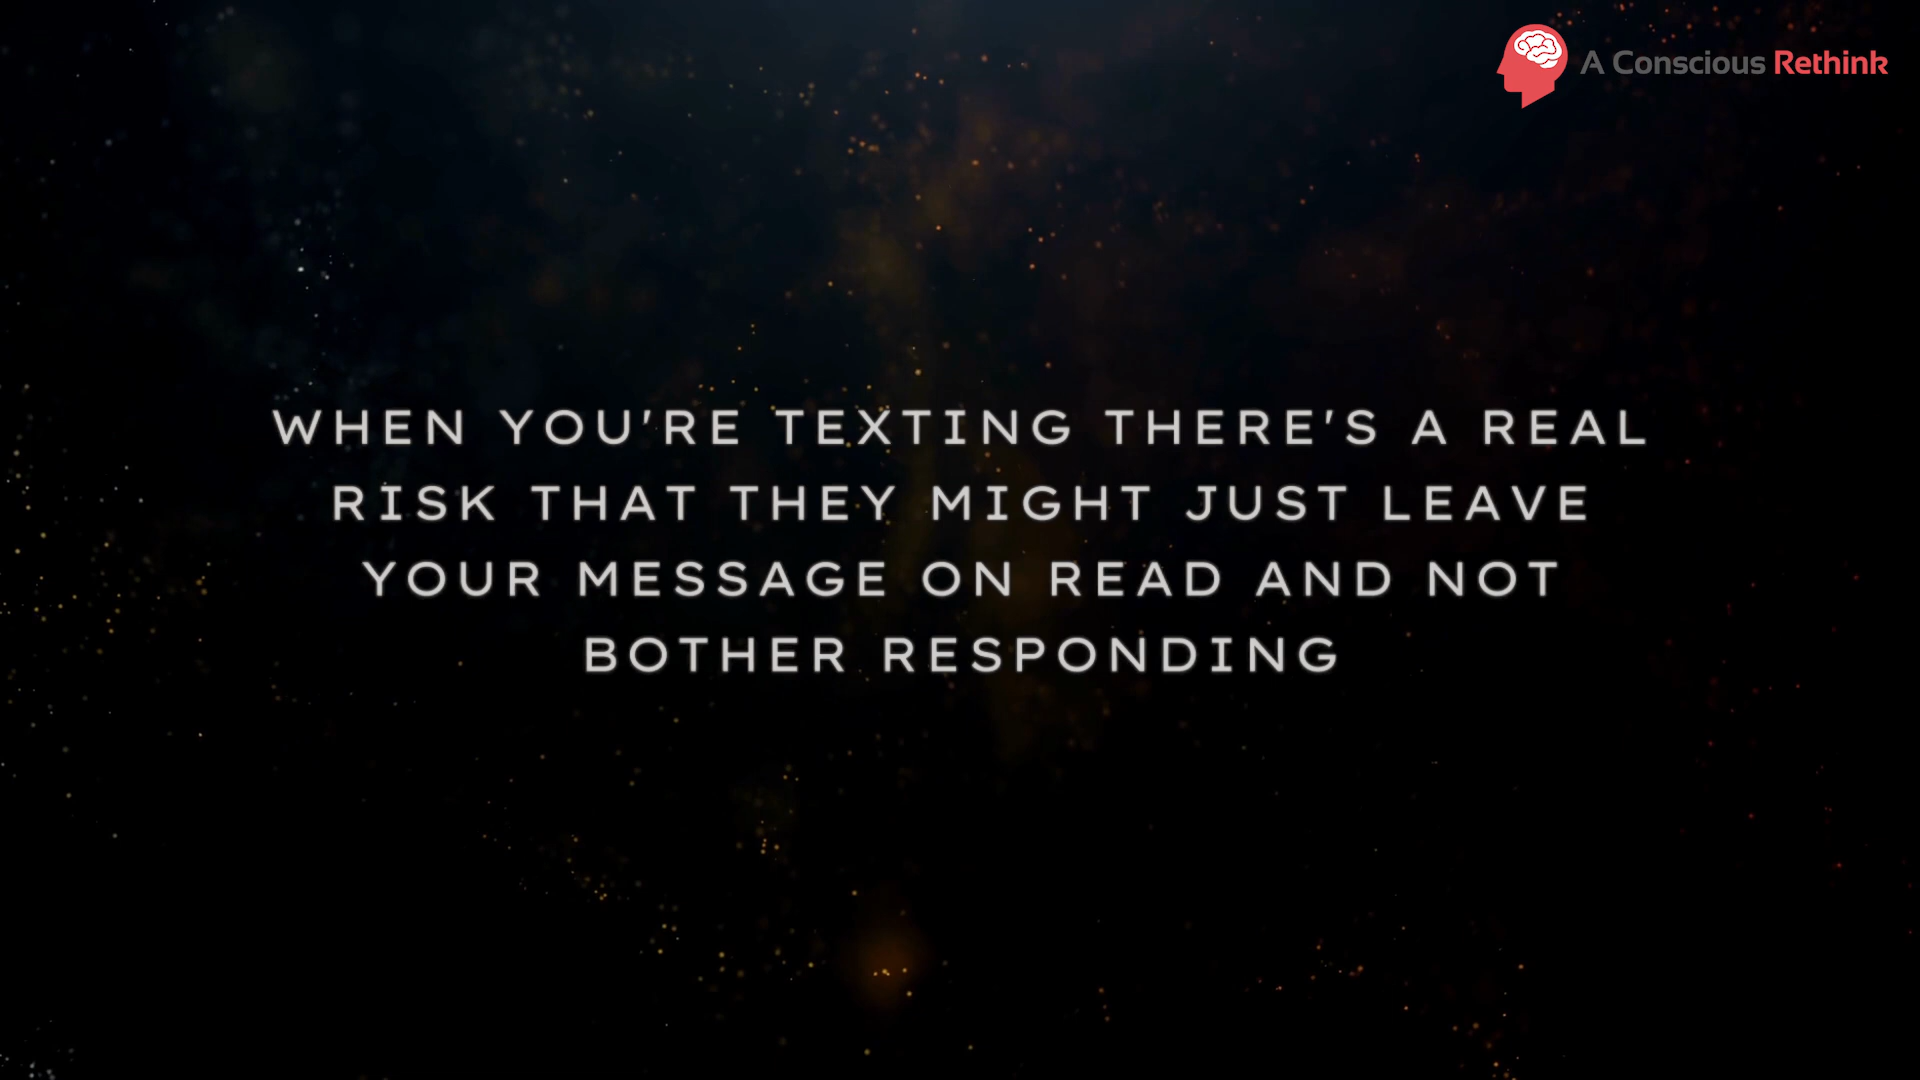 A Conscious Rethink
WHEN YOU'RE TEXTING THERE'S A REAL
RISK THAT THEY MIGHT JUST LEAVE
YOUR MESSAGE ON READ AND NOT
BOTHER RESPONDING